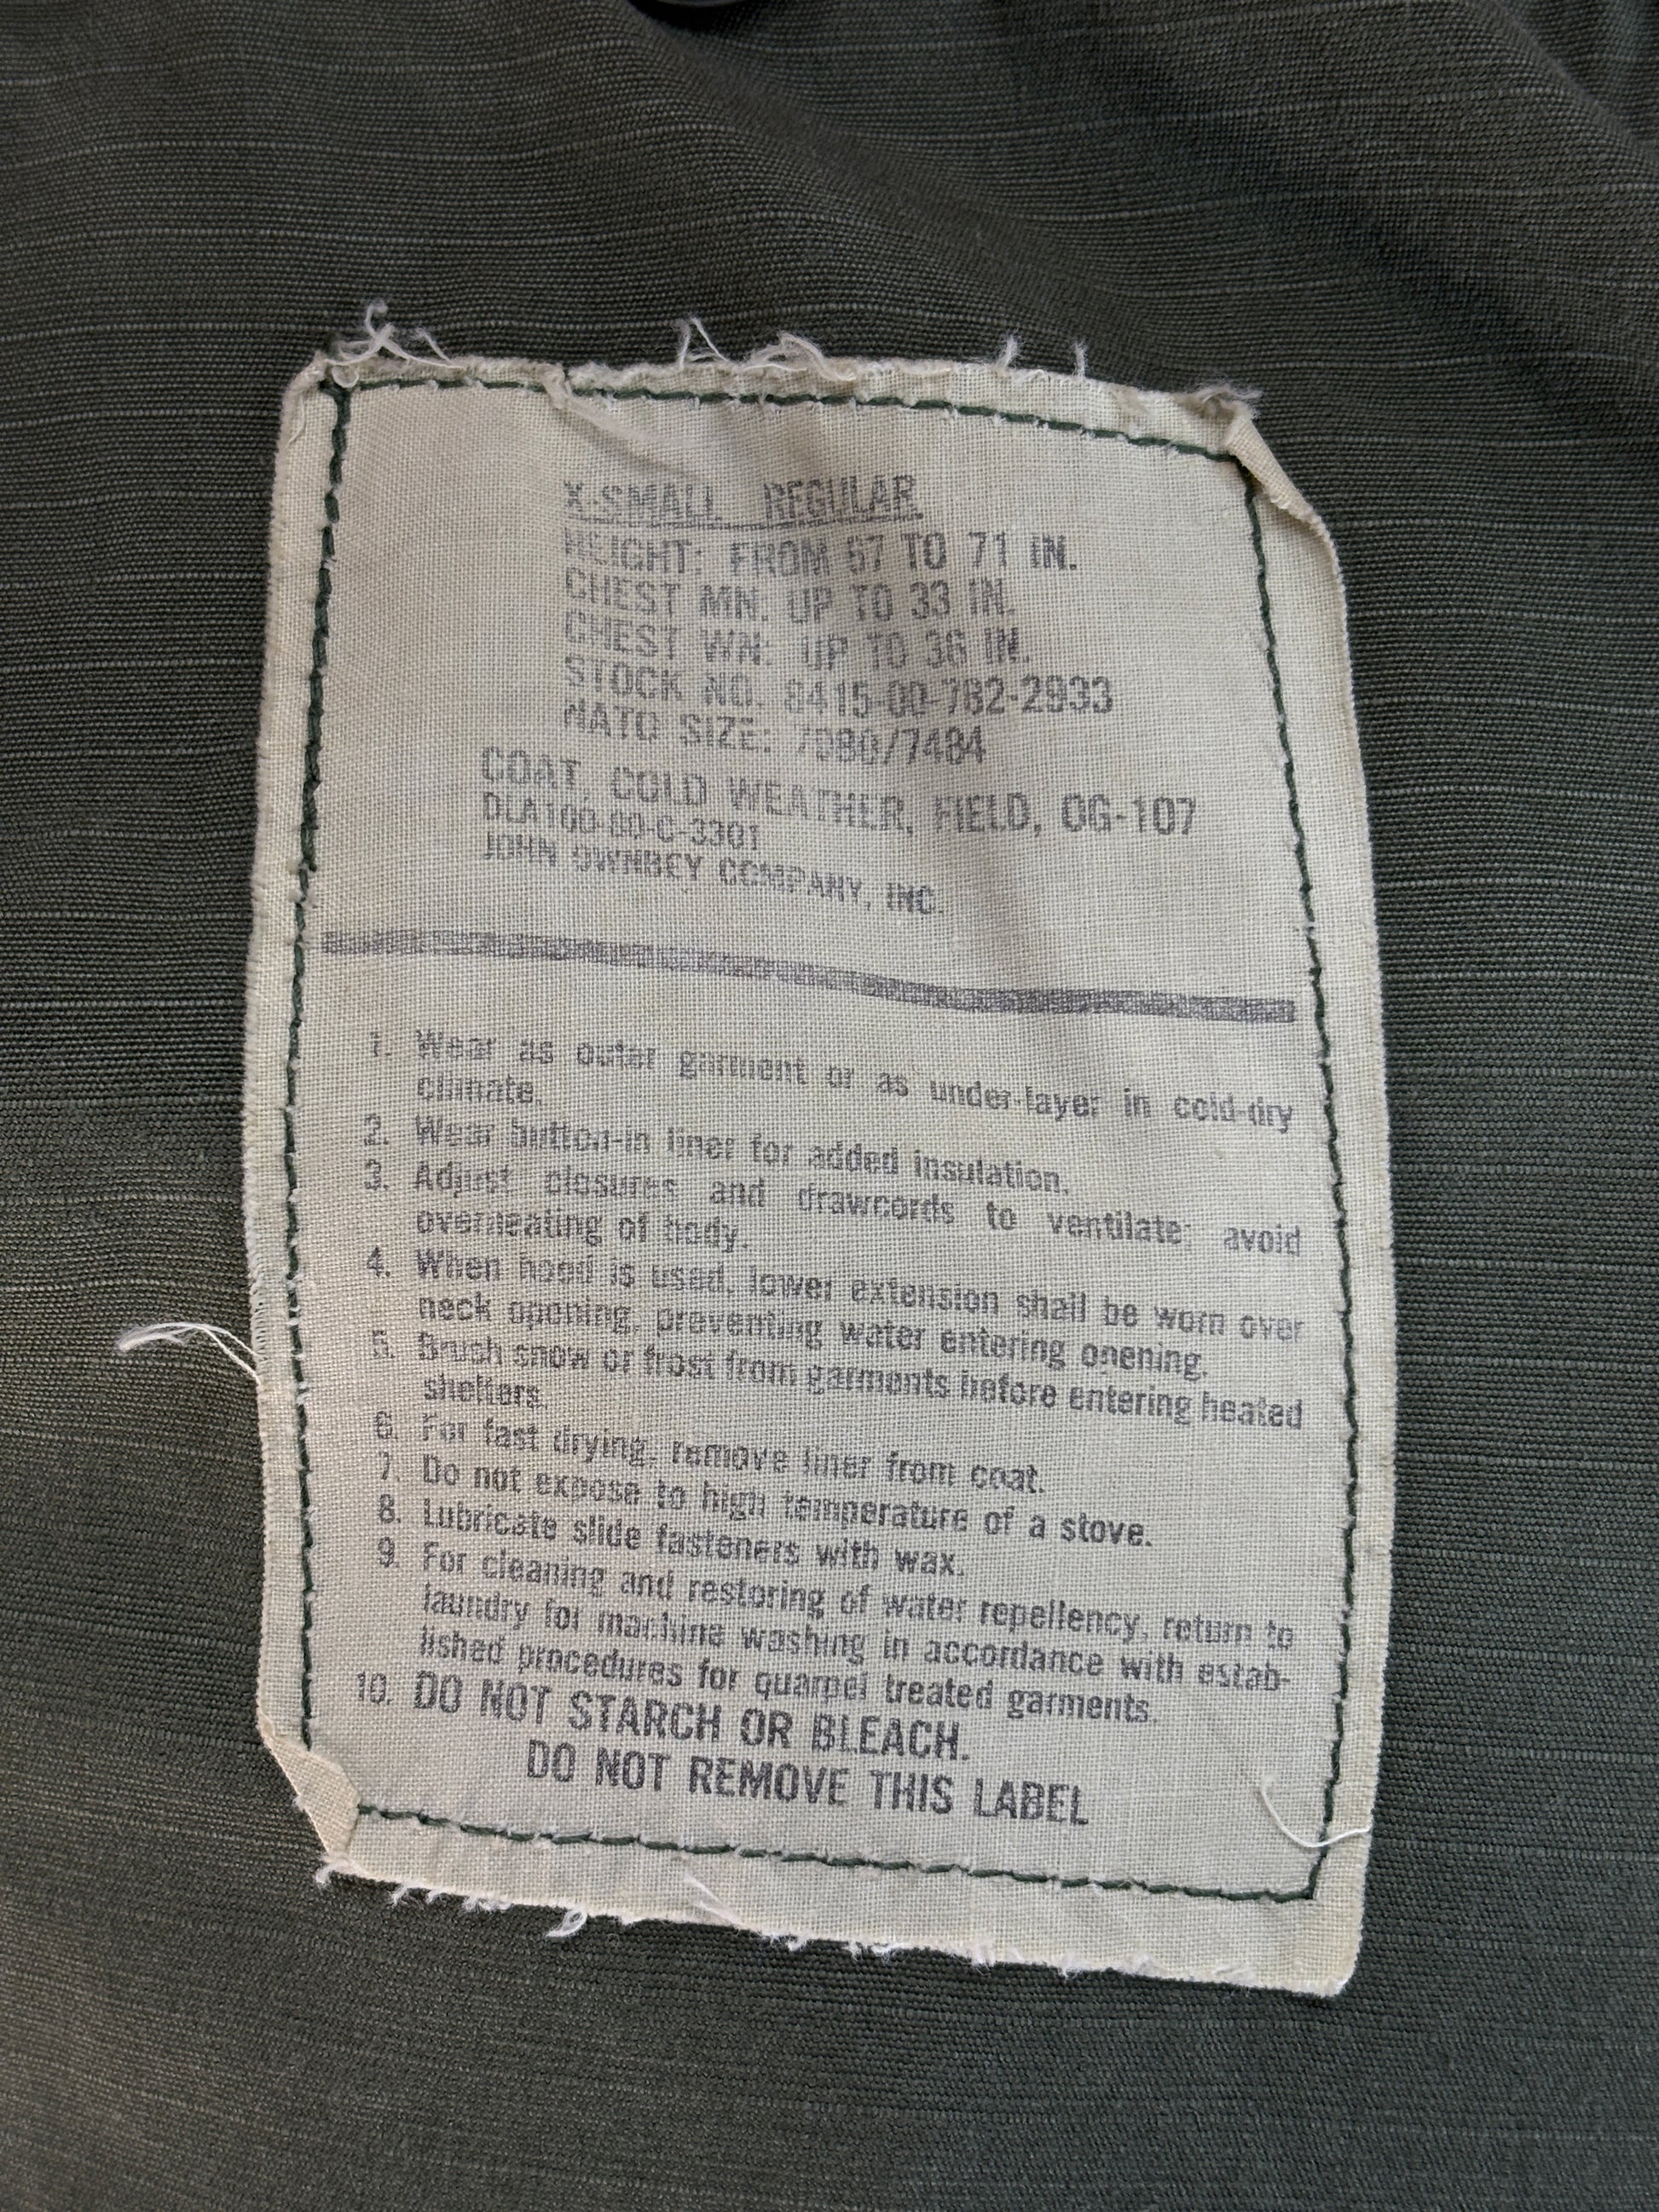 X-SMALL REGULAR
HEIGHT: FROM 67 TO 71 IN.
CHEST MN. UP TO 33 IN.
CHEST WN: UP TO 36 IN.
STOCK NO. 8415-00-782-2933
NATO SIZE: 7080/7484
COAT, COLD WEATHER, FIELD, OG-107
DLA100-80-C-3301
JOHN OWNBEY COMPANY, INC.
1. Wear as outer garment or as under-layer in cold-dry
climate.
2. Wear button-in liner for added insulation.
3. Adjust closures and drawcords to ventilate; avoid
overheating of body.
4. When hood is used, lower extension shall be worn over
neck opening, preventing water entering opening.
5. Brush snow or frost from garments before entering heated
shelters.
6. For fast drying, remove liner from coat.
7. Do not expose to high temperature of a stove.
8. Lubricate slide fasteners with wax.
9. For cleaning and restoring of water repellency, return to
laundry for machine washing in accordance with estab-
lished procedures for quarpel treated garments.
10. DO NOT STARCH OR BLEACH.
DO NOT REMOVE THIS LABEL